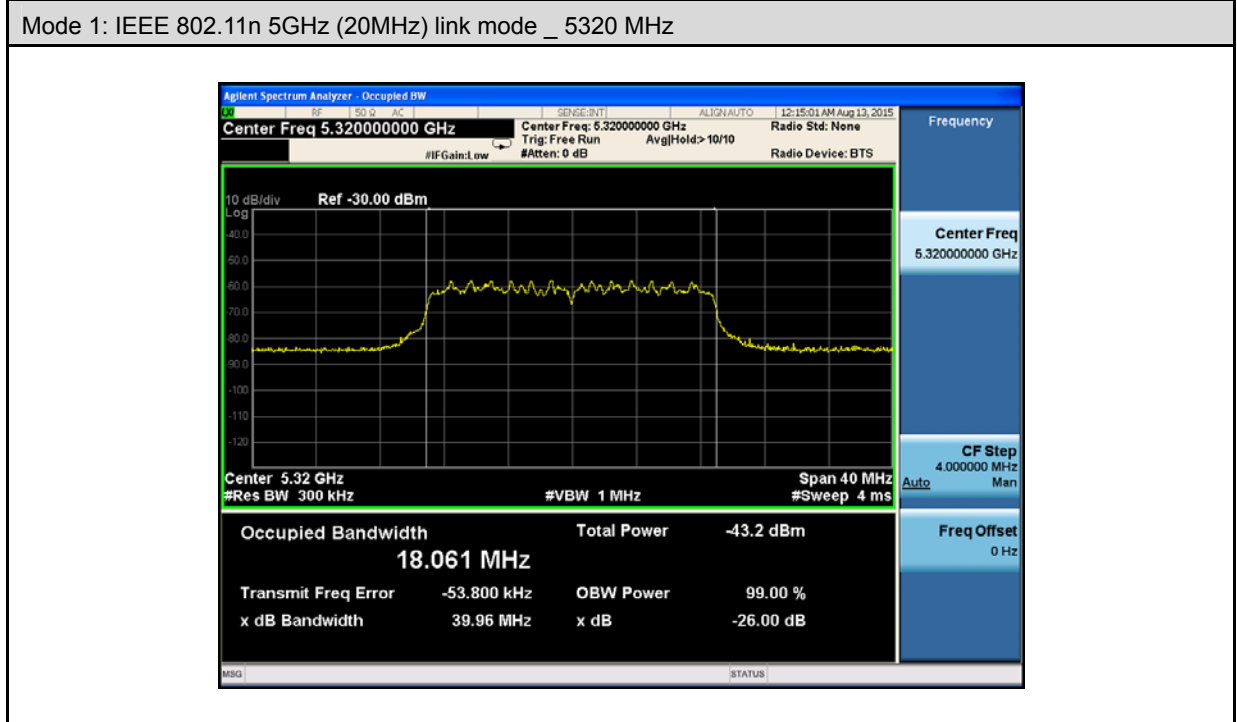 Mode 1: IEEE 802.11n 5GHz (20MHz) link mode _ 5320 MHz
Agilent Spectrum Analyzer - Occupied BW
LXI RF 50 Ω AC SENSE:INT ALIGN AUTO 12:15:01 AM Aug 13, 2015
Center Freq 5.320000000 GHz
Center Freq: 5.320000000 GHz
Radio Std: None
Trig: Free Run Avg|Hold:> 10/10
#IFGain:Low
#Atten: 0 dB
Radio Device: BTS
10 dB/div Ref -30.00 dBm
Log
-40.0
-50.0
-60.0
-70.0
-80.0
-90.0
-100
-110
-120
Center 5.32 GHz Span 40 MHz
#Res BW 300 kHz #VBW 1 MHz #Sweep 4 ms
Occupied Bandwidth Total Power -43.2 dBm
18.061 MHz
Transmit Freq Error -53.800 kHz OBW Power 99.00 %
x dB Bandwidth 39.96 MHz x dB -26.00 dB
MSG STATUS
Frequency
Center Freq
5.320000000 GHz
CF Step
4.000000 MHz
Auto Man
Freq Offset
0 Hz